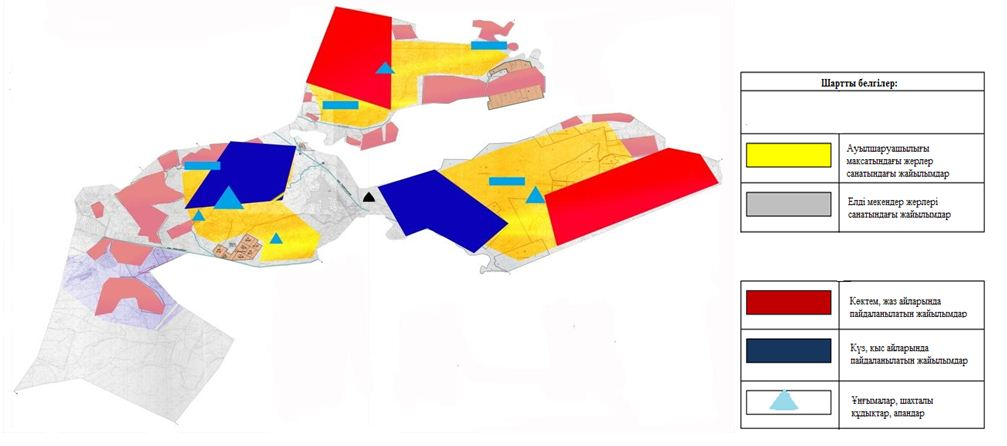 Шартты белгілер:
Ауылшаруашылығы
мақсатындағы жерлер
санатындағы жайылымдар
Елді мекендер жерлері
санатындағы жайылымдар
Көктем, жаз айларында
пайдаланылатын жайылымдар
Күз, қыс айларында
пайдаланылатын жайылымдар
Ұңғымалар, шахталы
құдықтар, апандар